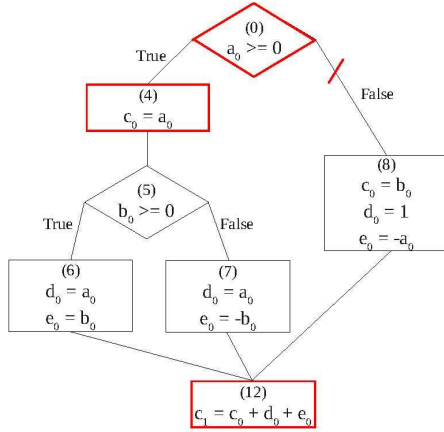 (0)
a₀ >= 0
True
False
(4)
c₀ = a₀
(5)
b₀ >= 0
(8)
c₀ = b₀
d₀ = 1
e₀ = -a₀
True
False
(6)
d₀ = a₀
e₀ = b₀
(7)
d₀ = a₀
e₀ = -b₀
(12)
c₁ = c₀ + d₀ + e₀